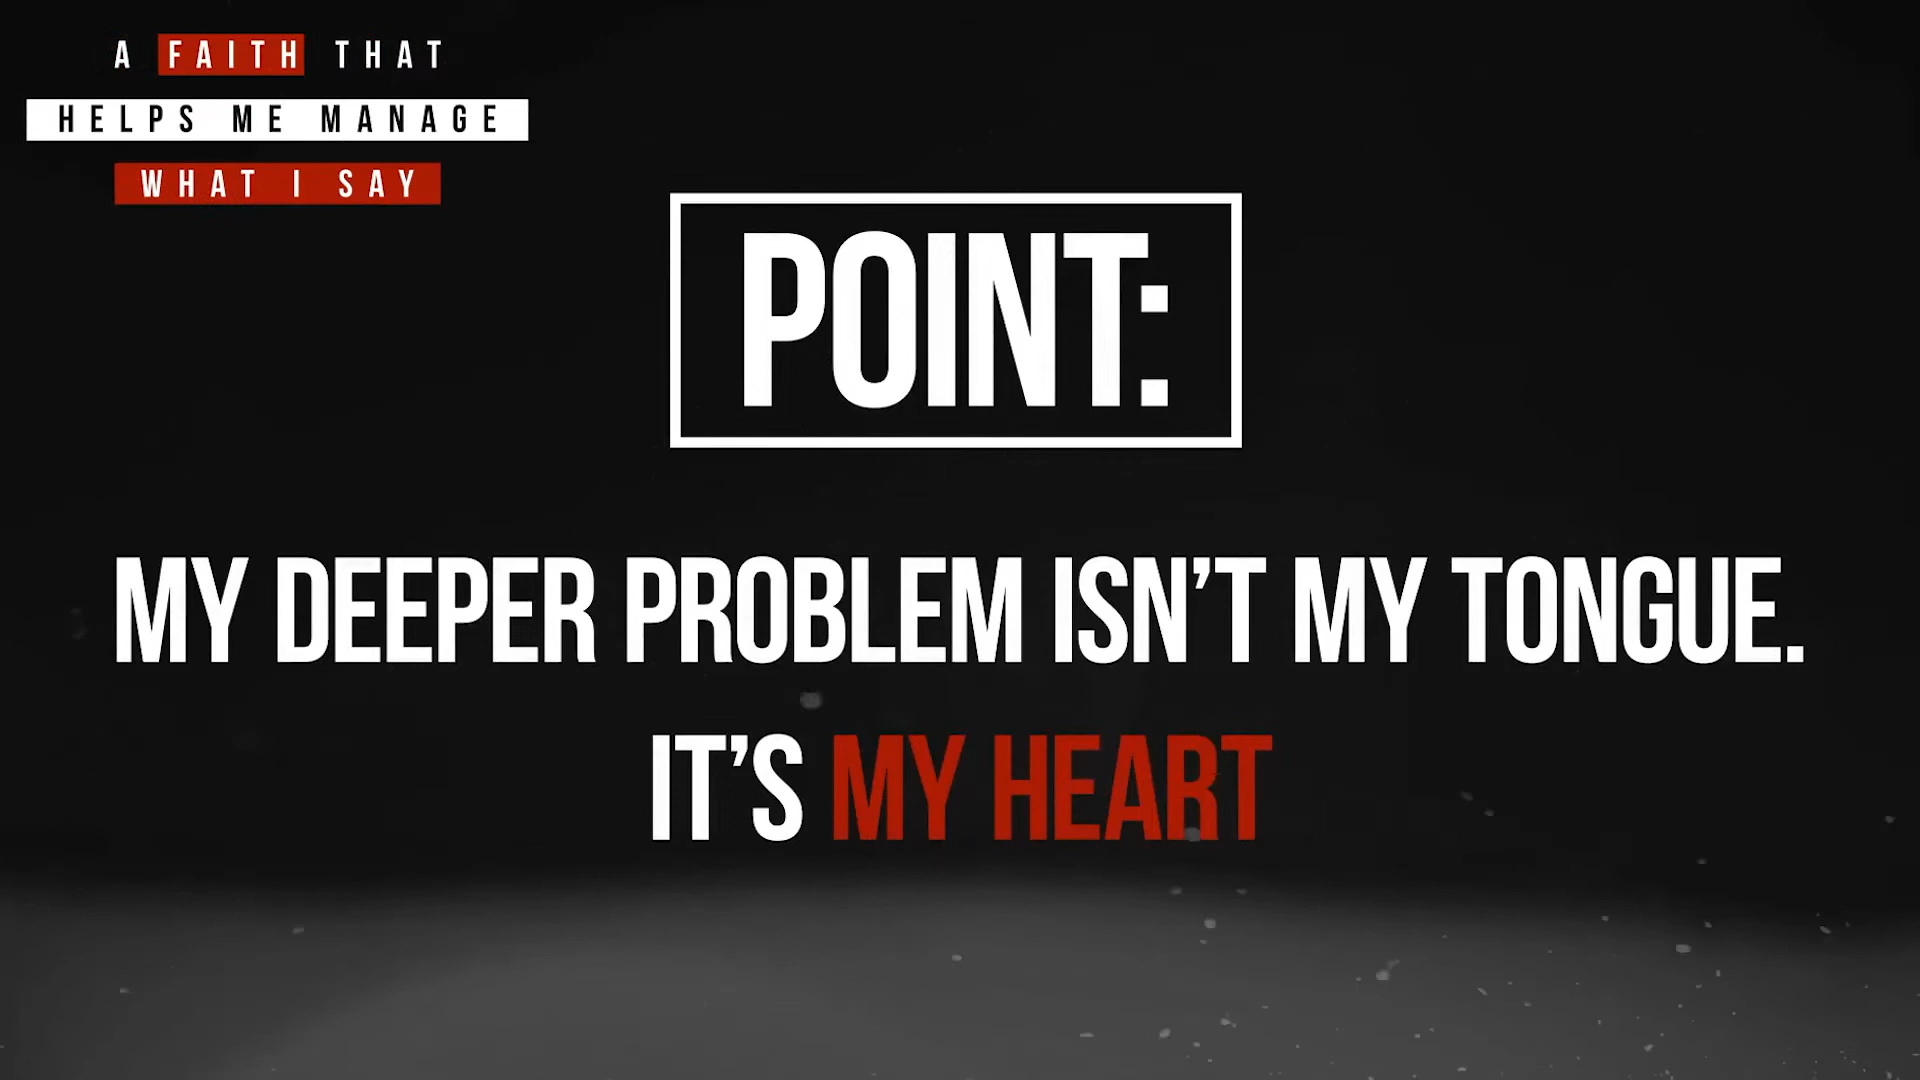 A FAITH THAT
HELPS ME MANAGE
WHAT I SAY
POINT:
MY DEEPER PROBLEM ISN’T MY TONGUE.
IT’S MY HEART